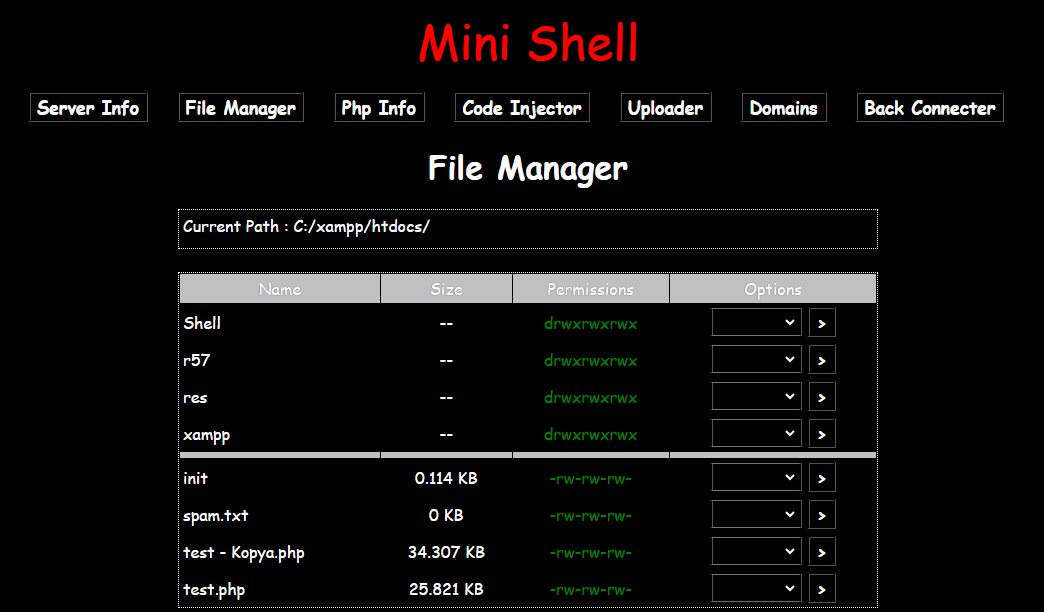 Mini Shell
Server Info File Manager Php Info Code Injector Uploader Domains Back Connecter
File Manager
Current Path : C:/xampp/htdocs/
Name Size Permissions Options
Shell -- drwxrwxrwx >
r57 -- drwxrwxrwx >
res -- drwxrwxrwx >
xampp -- drwxrwxrwx >
init 0.114 KB -rw-rw-rw- >
spam.txt 0 KB -rw-rw-rw- >
test - Kopya.php 34.307 KB -rw-rw-rw- >
test.php 25.821 KB -rw-rw-rw- >